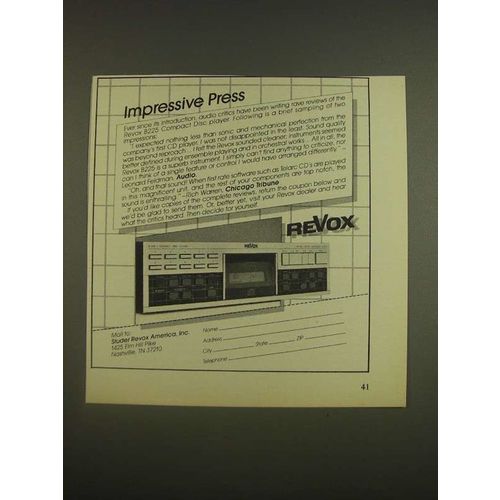 Impressive Press
Ever since its introduction, audio critics have been writing rave reviews of the
Revox B225 Compact Disc player. Following is a brief sampling of two
impressions:
"I expected nothing less than sonic and mechanical perfection from the
company's first CD player. I was not disappointed in the least. Sound quality
was beyond reproach... I felt the Revox sounded cleaner; instruments seemed
better defined during ensemble playing and in orchestral works... All in all, the
Revox B225 is a superb instrument. I simply can't find anything to criticize, nor
can I think of a single feature or control I would have arranged differently." –
Leonard Feldman, Audio.
"Oh, and that sound! When first rate software such as Telarc CD's are played
in this magnificent unit, and the rest of your components are top notch, the
sound is enthralling." –Rich Warren, Chicago Tribune
If you'd like copies of the complete reviews, return the coupon below and
we'd be glad to send them. Or, better yet, visit your Revox dealer and hear
what the critics heard. Then decide for yourself.
REVOX
REVOX
Mail to:
Studer Revox America, Inc.
1425 Elm Hill Pike
Nashville, TN 37210
Name
Address
City State ZIP
Telephone
41